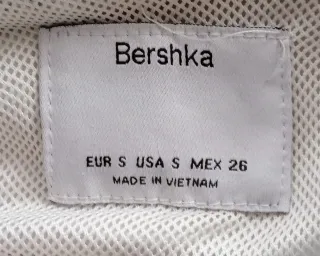 Bershka
EUR S USA S MEX 26
MADE IN VIETNAM